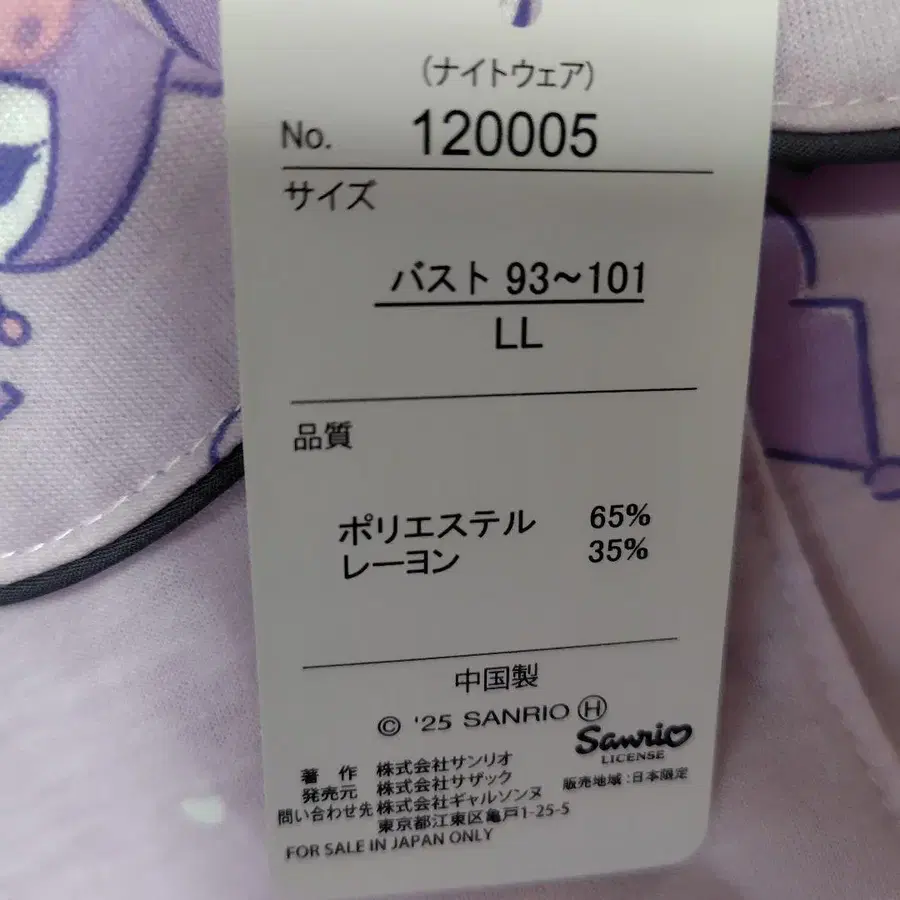 (ナイトウェア)
No. 120005
サイズ
バスト 93～101
LL
品質
ポリエステル 65%
レーヨン 35%
中国製
© '25 SANRIO Ⓗ
Sanrio
LICENSE
著 作 株式会社サンリオ
発売元 株式会社サザック
販売地域:日本限定
問い合わせ先 株式会社ギャルソンヌ
東京都江東区亀戸1-25-5
FOR SALE IN JAPAN ONLY